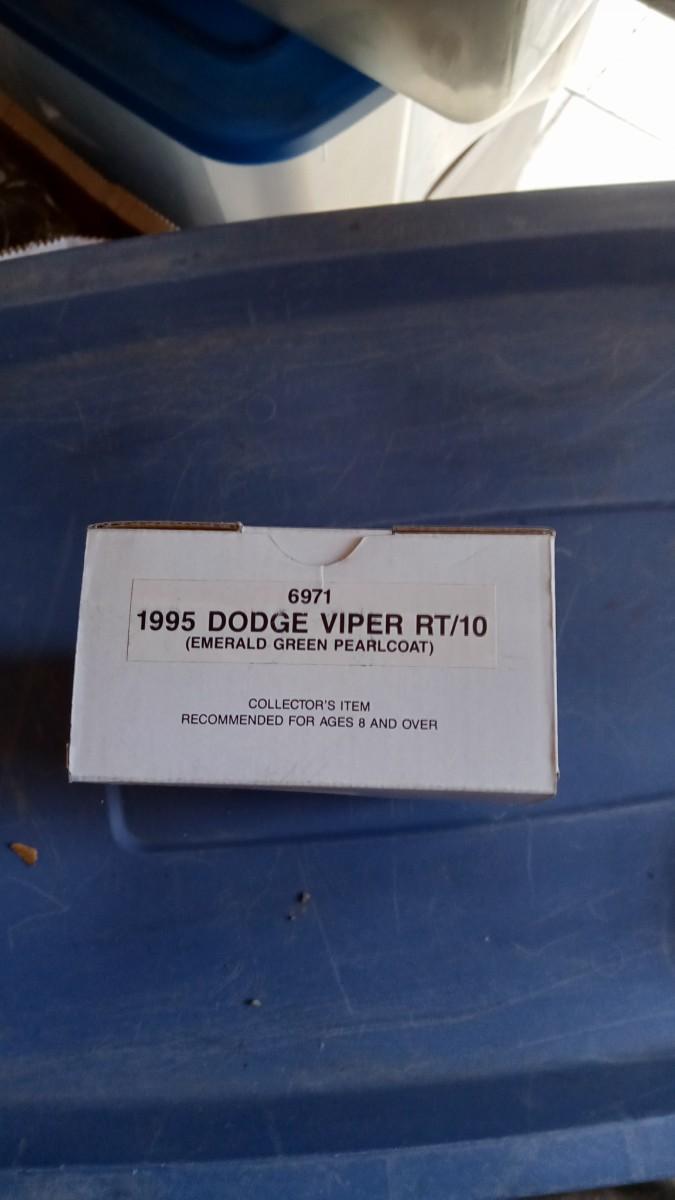 6971
1995 DODGE VIPER RT/10
(EMERALD GREEN PEARLCOAT)
COLLECTOR'S ITEM
RECOMMENDED FOR AGES 8 AND OVER